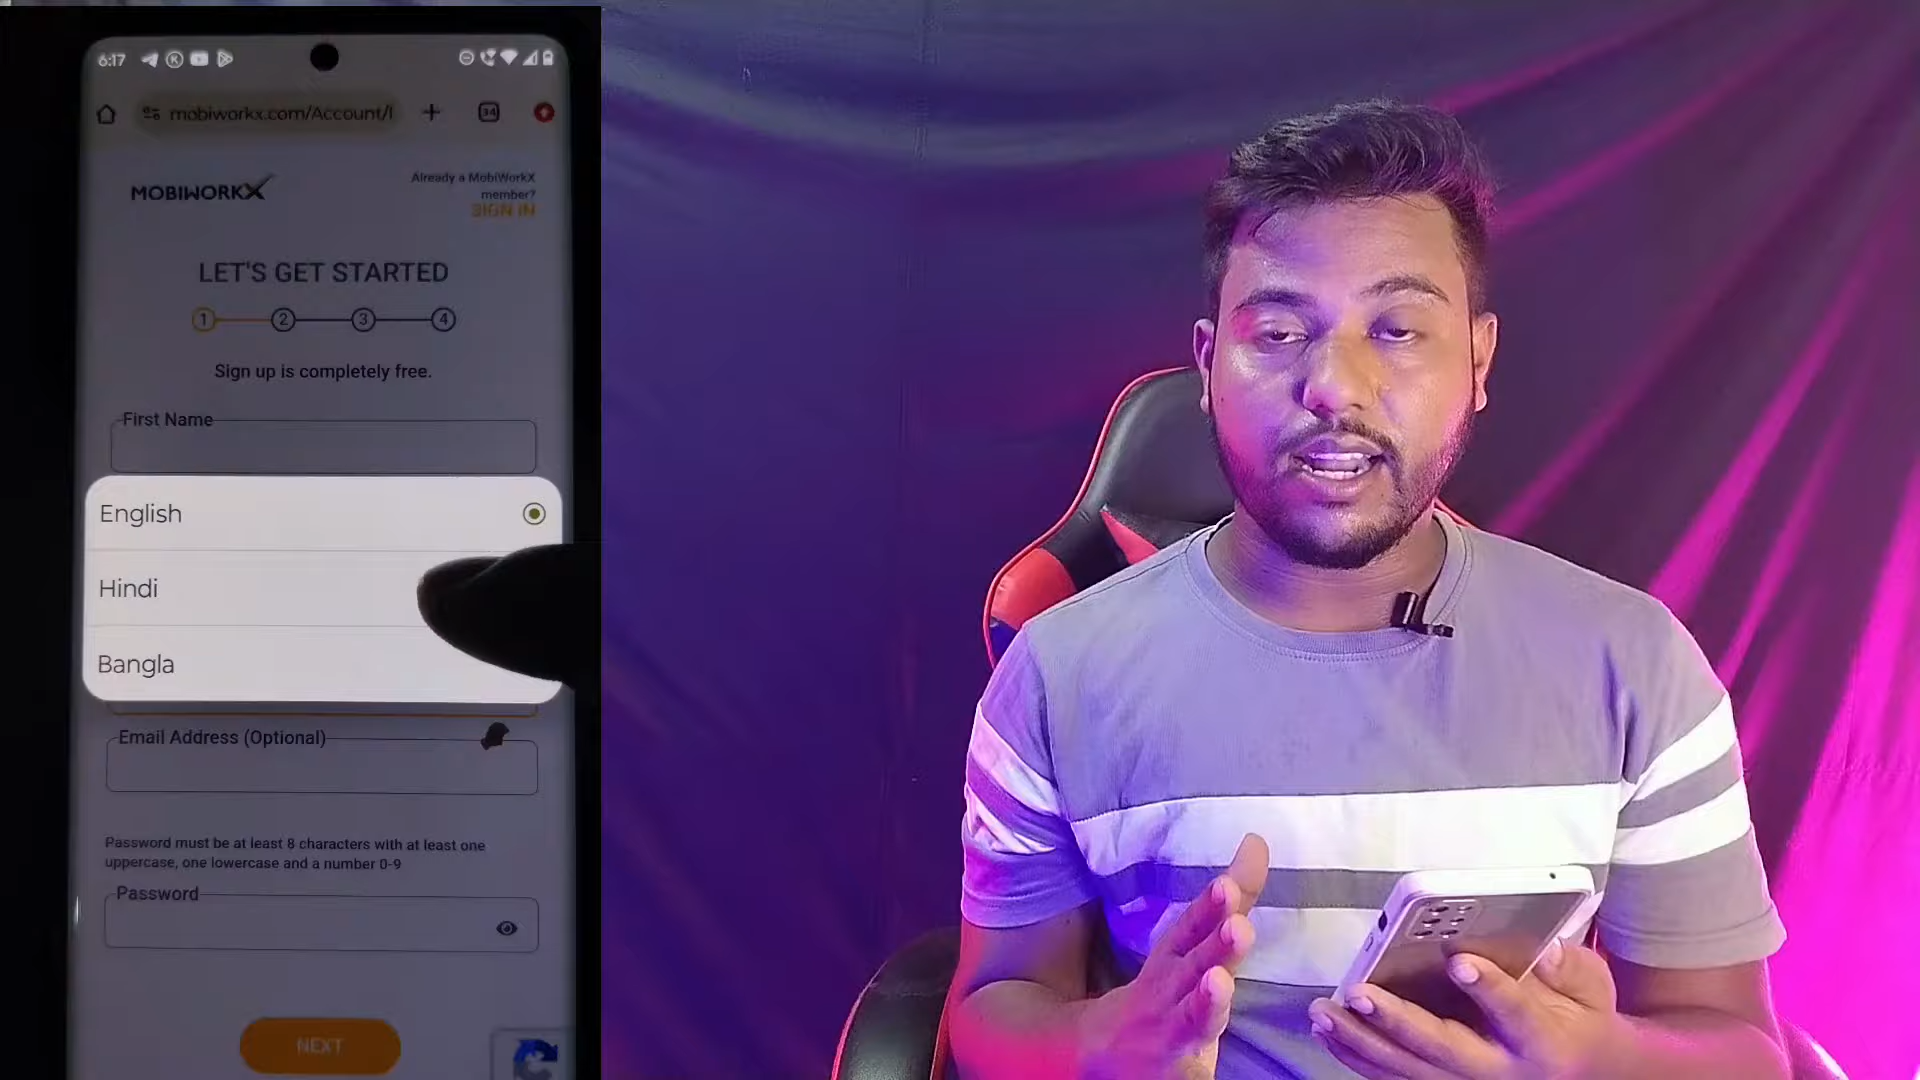 6:17
mobiworkx.com/Account/
34
MOBIWORKX
Already a MobiWorkX
member?
SIGN IN
LET'S GET STARTED
1 2 3 4
Sign up is completely free.
First Name
English
Hindi
Bangla
Email Address (Optional)
Password must be at least 8 characters with at least one
uppercase, one lowercase and a number 0-9
Password
NEXT